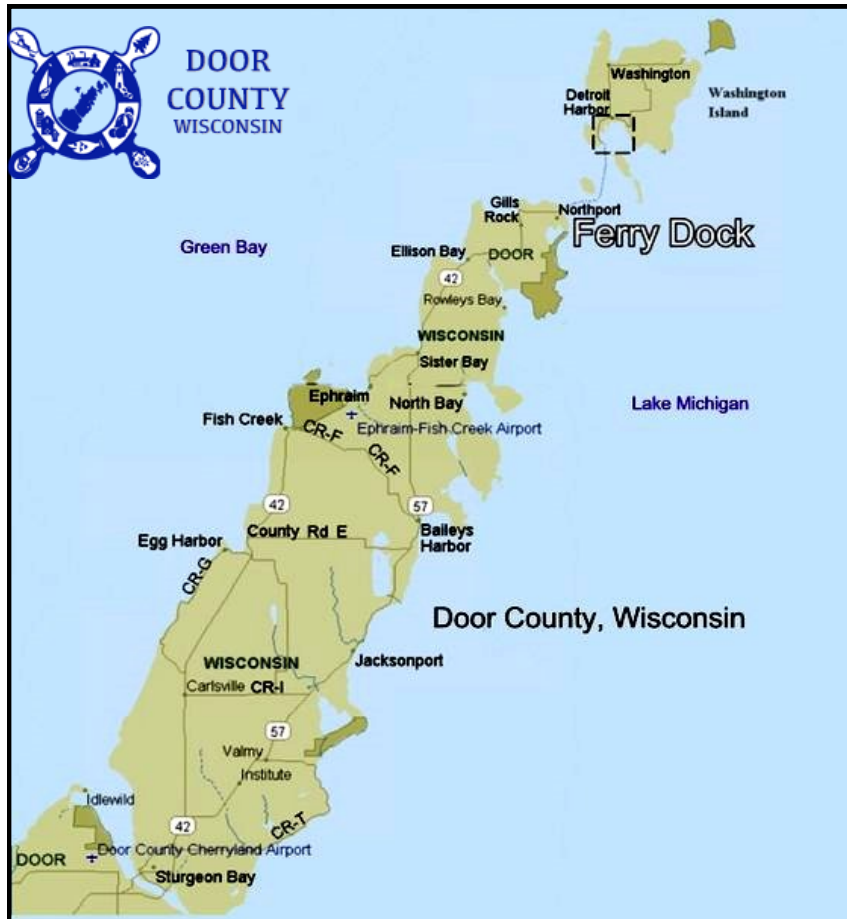 DOOR
COUNTY
WISCONSIN
Washington
Detroit
Harbor
Washington
Island
Gills
Rock
Northport
Ferry Dock
Green Bay
Ellison Bay
DOOR
42
Rowleys Bay
WISCONSIN
Sister Bay
Ephraim
North Bay
Lake Michigan
Fish Creek
CR-F
Ephraim-Fish Creek Airport
CR-F
42
57
County Rd E
Baileys
Harbor
Egg Harbor
CR-G
Door County, Wisconsin
WISCONSIN
Jacksonport
Carlsville
CR-I
57
Valmy
Institute
Idlewild
42
CR-T
DOOR
Door County Cherryland Airport
Sturgeon Bay